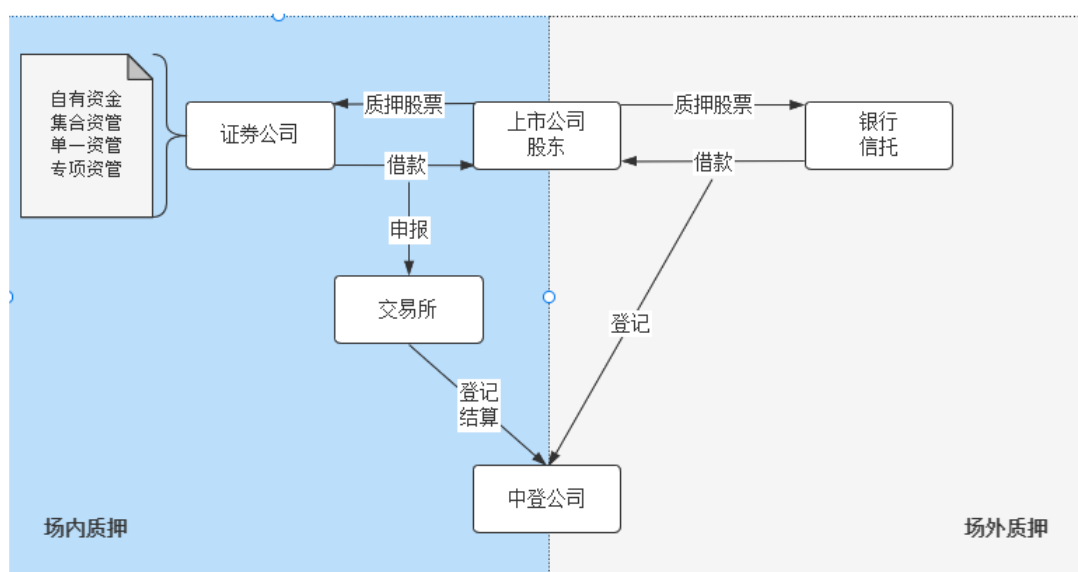 自有资金
集合资管
单一资管
专项资管
证券公司
质押股票
上市公司
股东
质押股票
银行
信托
借款
借款
申报
交易所
登记
登记
结算
中登公司
场内质押
场外质押